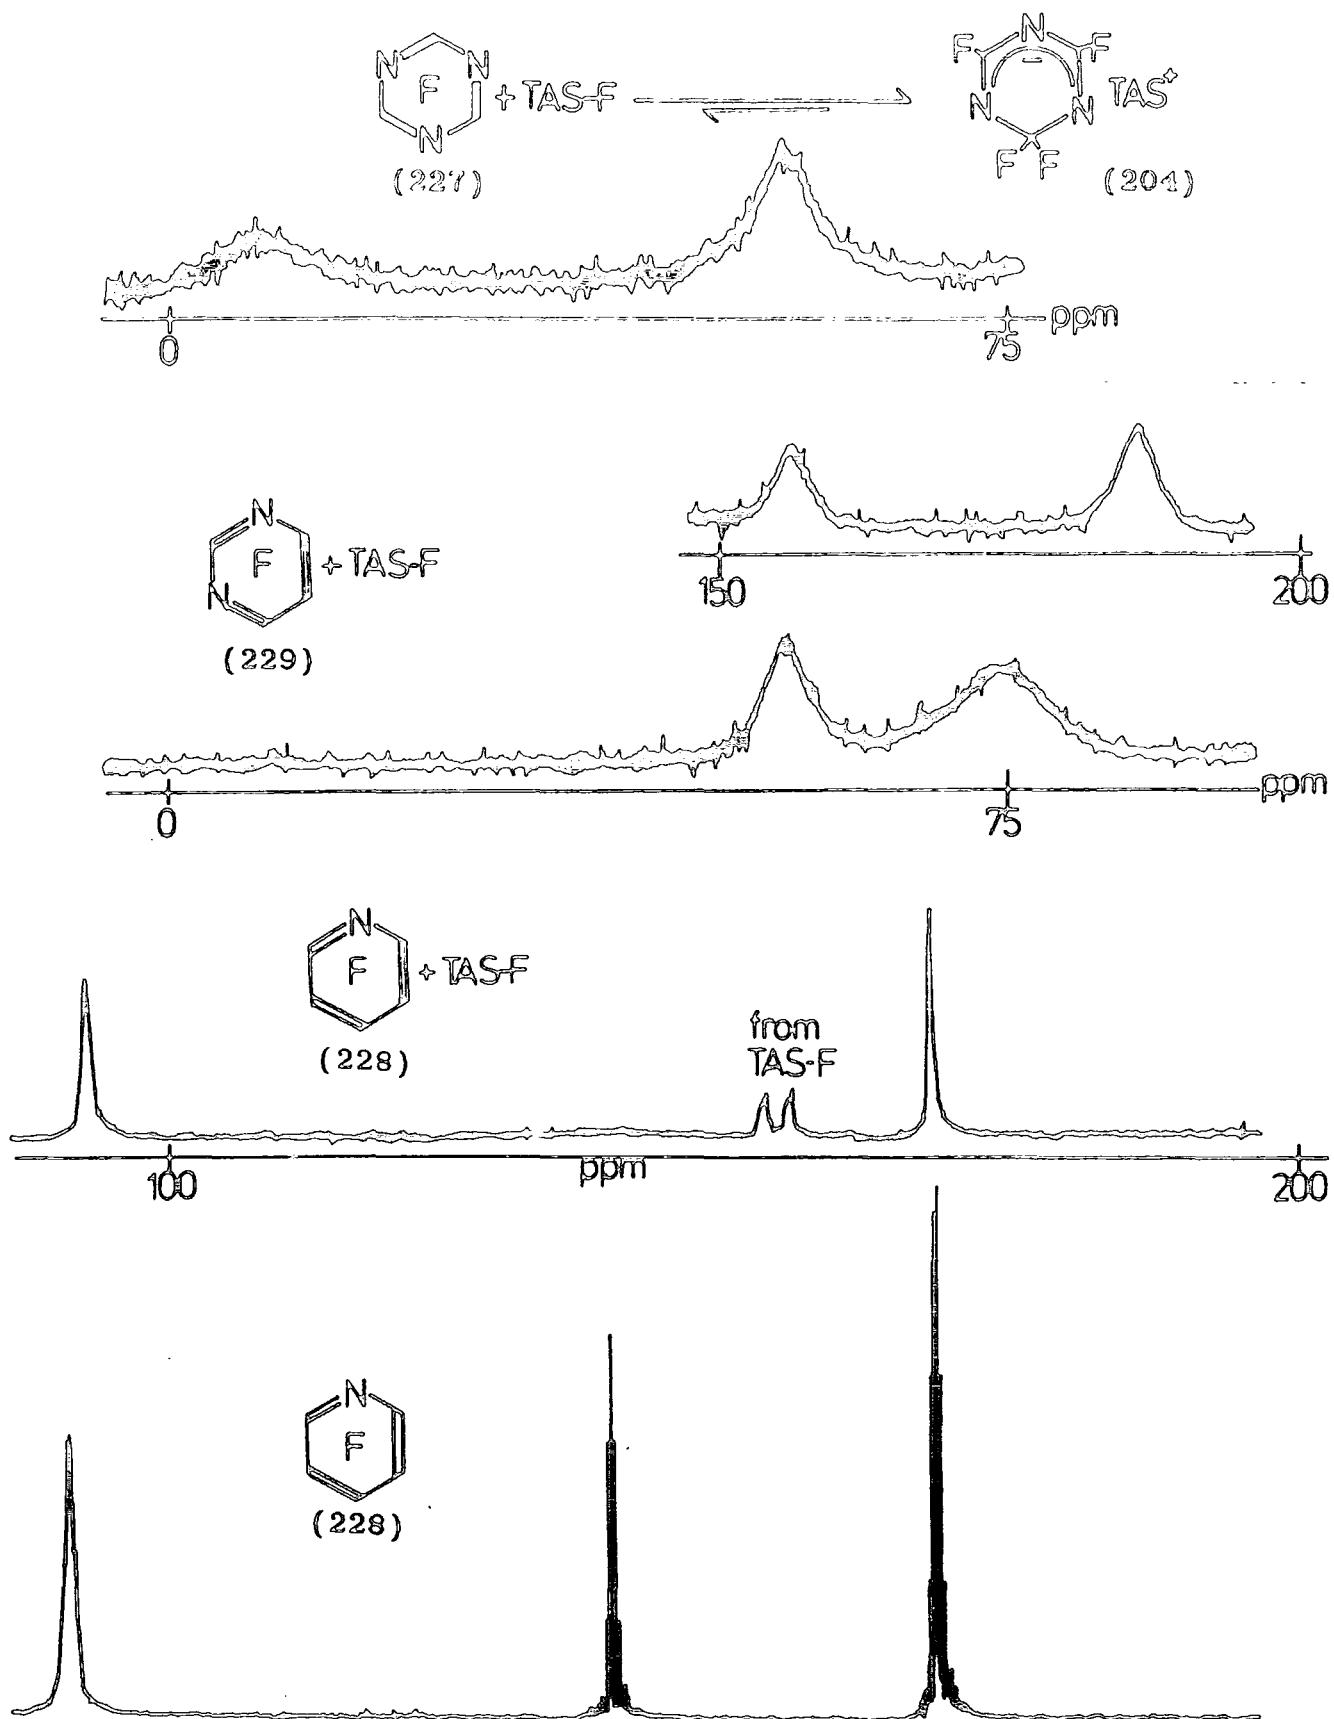 N N F N + TAS-F
N F F N N F F TAS+
(227)
(204)
0 75 ppm
N F N + TAS-F
150 200
(229)
0 75 ppm
N F + TAS-F
from
TAS-F
(228)
100 ppm 200
N
F
(228)